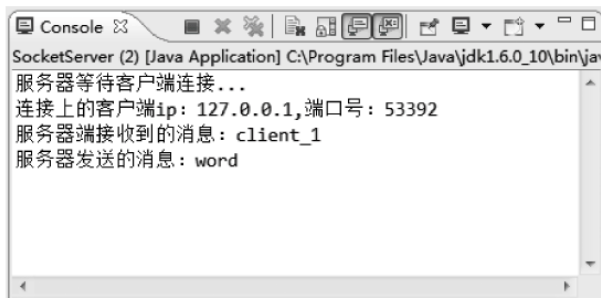 Console
SocketServer (2) [Java Application] C:\Program Files\Java\jdk1.6.0_10\bin\jav
服务器等待客户端连接...
连接上的客户端ip：127.0.0.1,端口号：53392
服务器端接收到的消息：client_1
服务器发送的消息：word